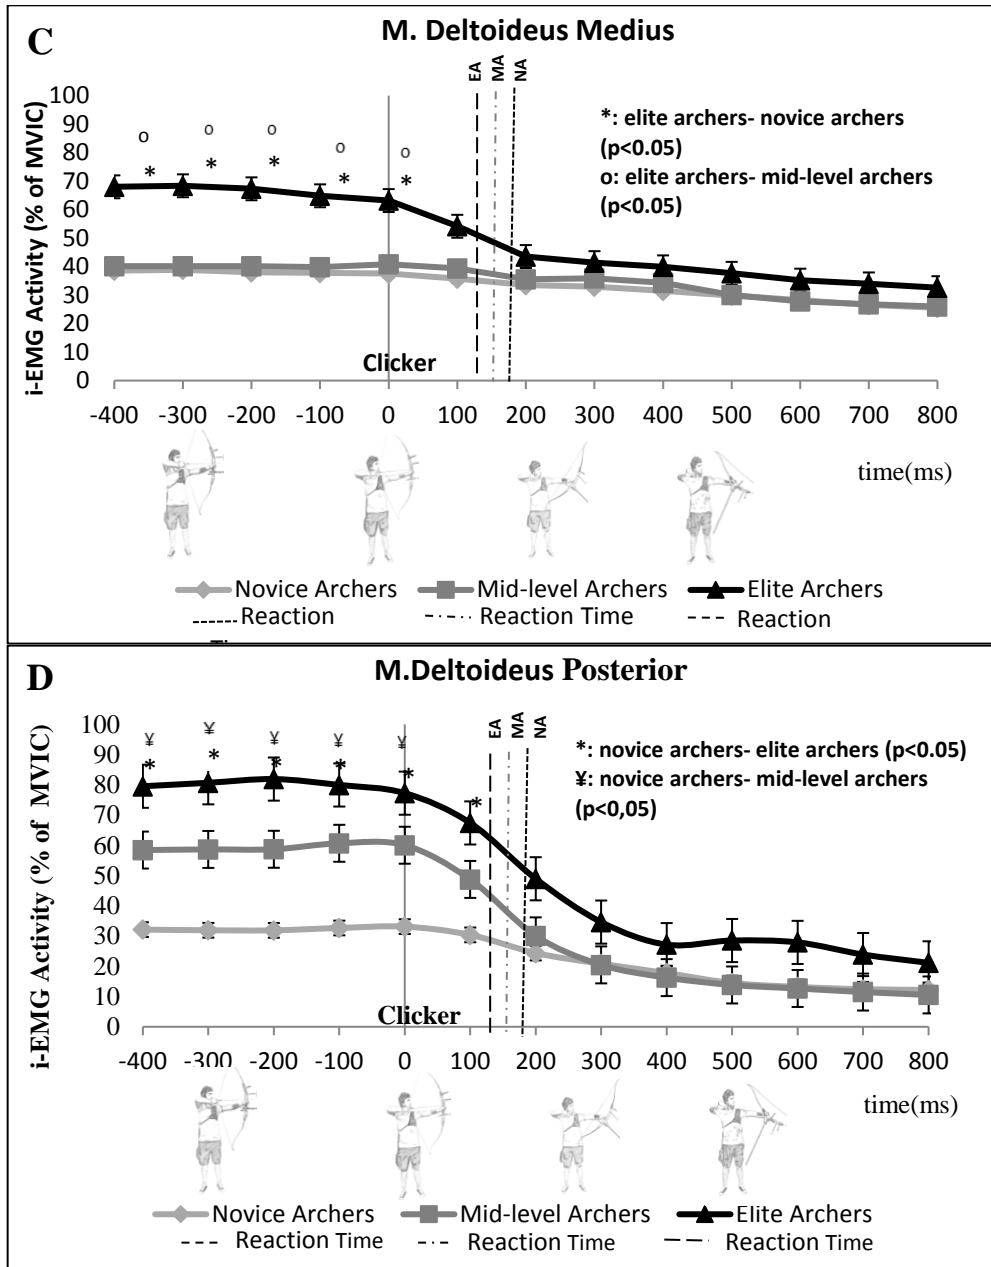 C
M. Deltoideus Medius
EA
MA
NA
i-EMG Activity (% of MVIC)
100
90
80
70
60
50
40
30
20
10
0
o o o o o
* * * * *
*: elite archers- novice archers
(p<0.05)
o: elite archers- mid-level archers
(p<0.05)
Clicker
-400 -300 -200 -100 0 100 200 300 400 500 600 700 800
time(ms)
Novice Archers Mid-level Archers Elite Archers
Reaction Reaction Time Reaction
D
M.Deltoideus Posterior
EA
MA
NA
i-EMG Activity (% of MVIC)
100
90
80
70
60
50
40
30
20
10
0
¥ ¥ ¥ ¥ ¥
* * * * * *
*: novice archers- elite archers (p<0.05)
¥: novice archers- mid-level archers
(p<0,05)
Clicker
-400 -300 -200 -100 0 100 200 300 400 500 600 700 800
time(ms)
Novice Archers Mid-level Archers Elite Archers
Reaction Time Reaction Time Reaction Time